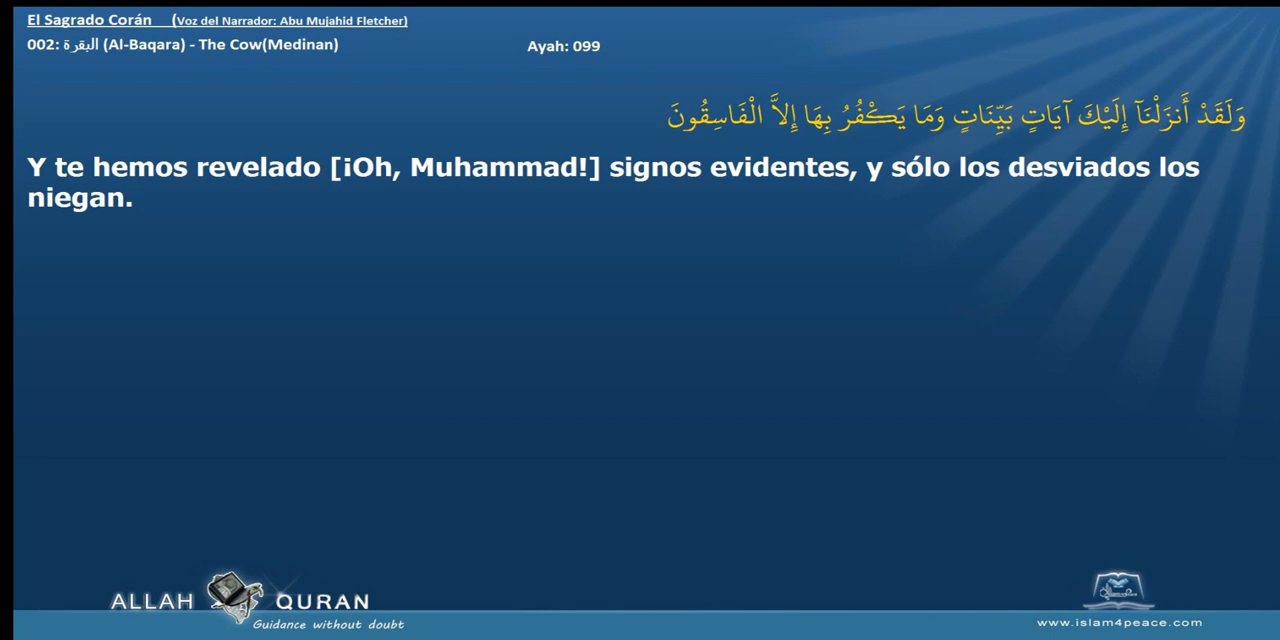 El Sagrado Corán (Voz del Narrador: Abu Mujahid Fletcher)
002: البقرة (Al-Baqara) - The Cow(Medinan) Ayah: 099
وَلَقَدْ أَنزَلْنَآ إِلَيْكَ آيَاتٍ بَيِّنَاتٍ وَمَا يَكْفُرُ بِهَا إِلاَّ الْفَاسِقُونَ
Y te hemos revelado [¡Oh, Muhammad!] signos evidentes, y sólo los desviados los
niegan.
ALLAH QURAN
Guidance without doubt
www.islam4peace.com